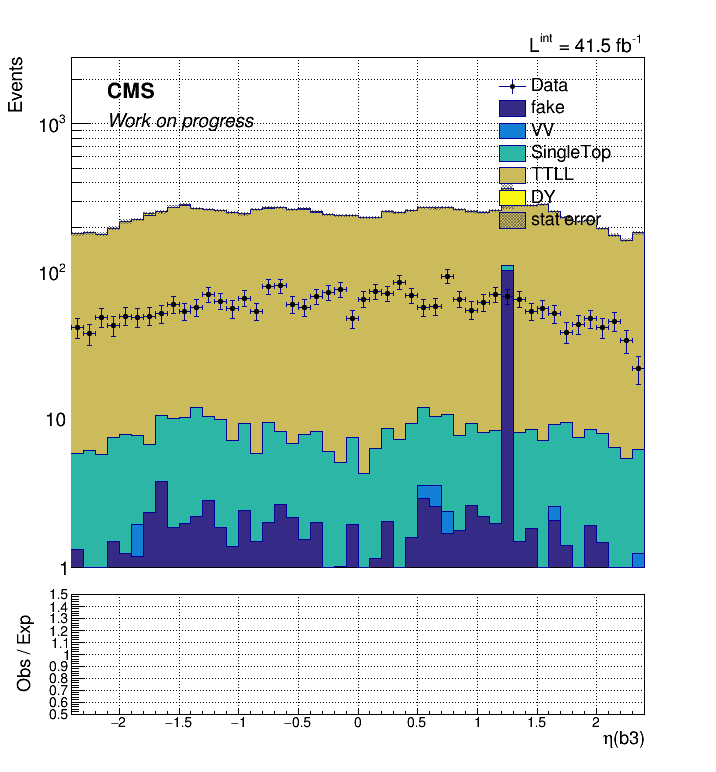 L^int = 41.5 fb^-1
Events
CMS
Work on progress
Data
fake
VV
SingleTop
TTLL
DY
stat error
10^3
10^2
10
1
Obs / Exp
1.5
1.4
1.3
1.2
1.1
1
0.9
0.8
0.7
0.6
0.5
−2 −1.5 −1 −0.5 0 0.5 1 1.5 2
η(b3)